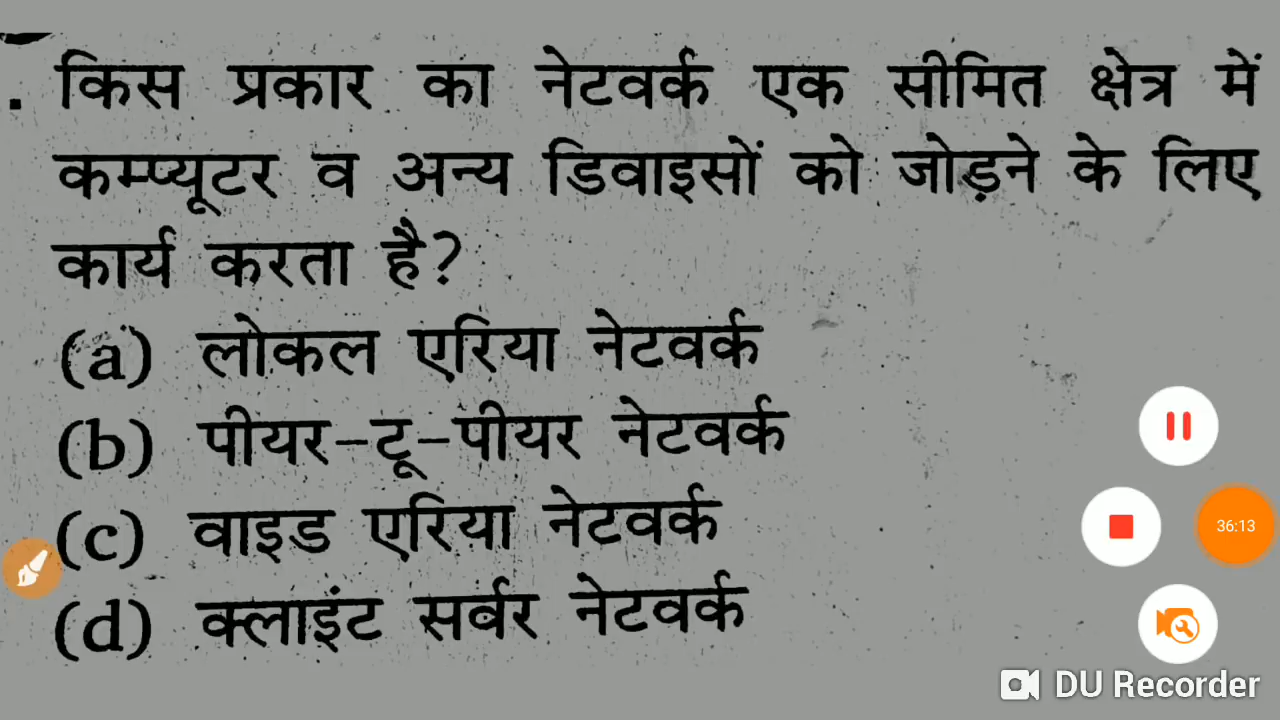 . किस प्रकार का नेटवर्क एक सीमित क्षेत्र में
कम्प्यूटर व अन्य डिवाइसों को जोड़ने के लिए
कार्य करता है?
(a) लोकल एरिया नेटवर्क
(b) पीयर-टू-पीयर नेटवर्क
(c) वाइड एरिया नेटवर्क
(d) क्लाइंट सर्वर नेटवर्क
36:13
DU Recorder